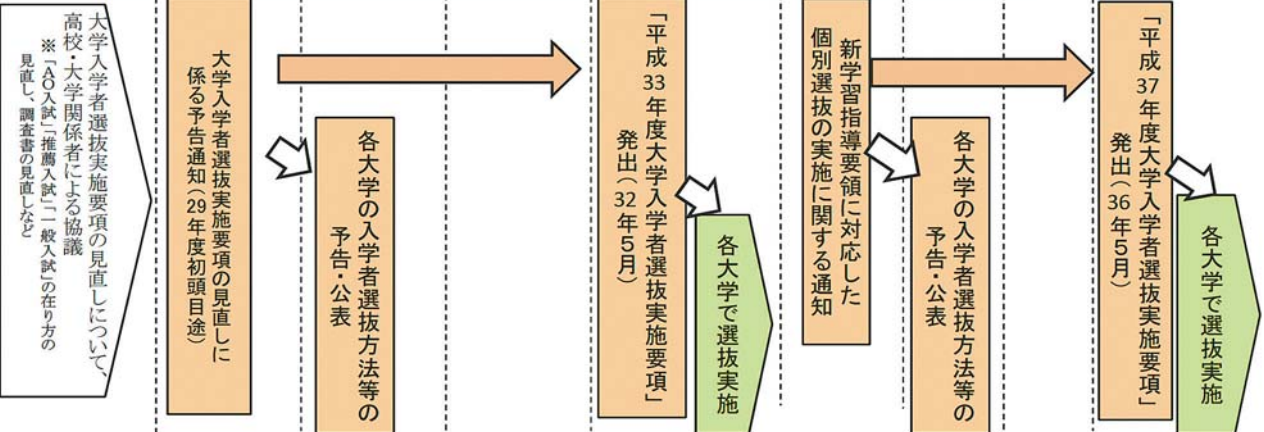 大学入学者選抜実施要項の見直しについて、
高校・大学関係者による協議
※「AO入試」「推薦入試」「一般入試」の在り方の
見直し、調査書の見直しなど
大学入学者選抜実施要項の見直しに
係る予告通知(29年度初頭目途)
各大学の入学者選抜方法等の
予告・公表
「平成33年度大学入学者選抜実施要項」
発出(32年5月)
各大学で選抜実施
新学習指導要領に対応した
個別選抜の実施に関する通知
各大学の入学者選抜方法等の
予告・公表
「平成37年度大学入学者選抜実施要項」
発出(36年5月)
各大学で選抜実施